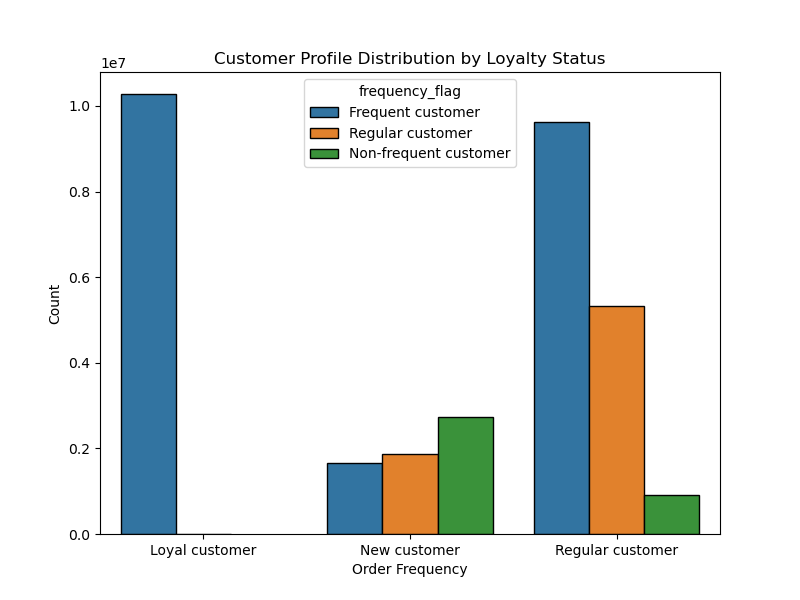 Customer Profile Distribution by Loyalty Status
1e7
frequency_flag
Frequent customer
Regular customer
Non-frequent customer
1.0
0.8
0.6
0.4
0.2
0.0
Count
Loyal customer
New customer
Regular customer
Order Frequency